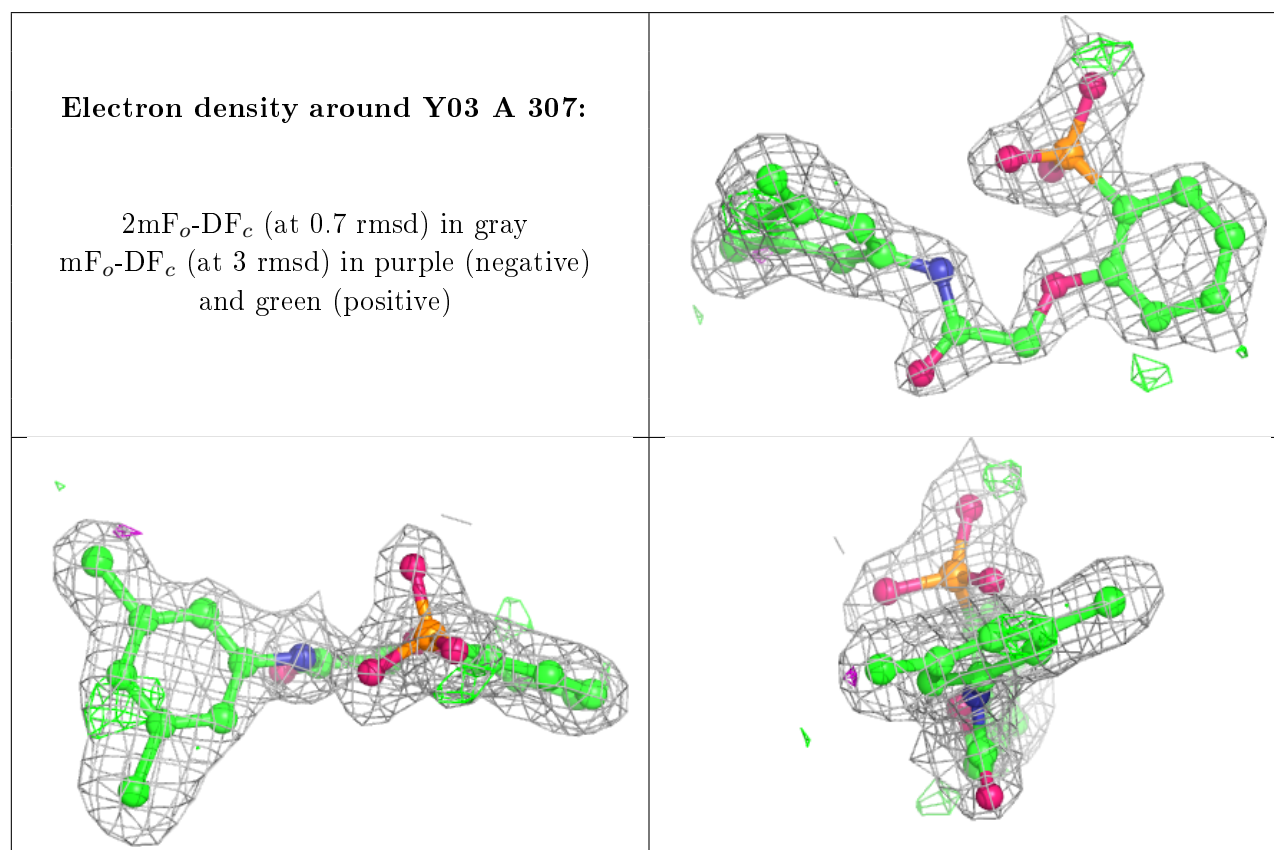 Electron density around Y03 A 307:
2mFo-DFc (at 0.7 rmsd) in gray
mFo-DFc (at 3 rmsd) in purple (negative)
and green (positive)